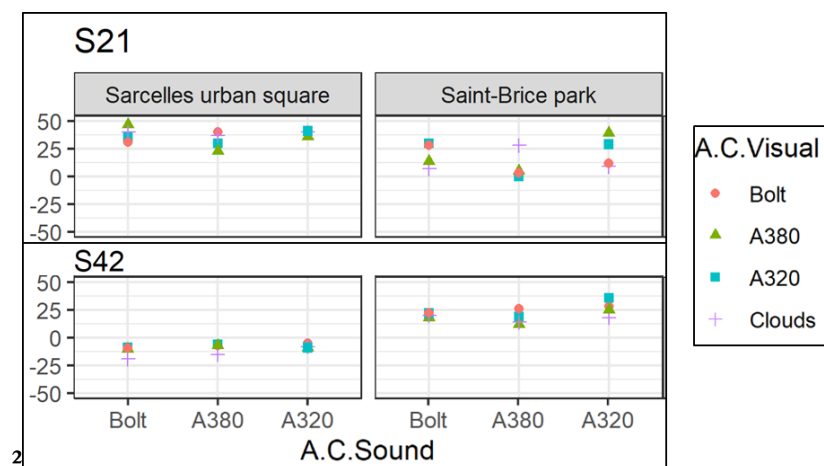 S21
Sarcelles urban square
Saint-Brice park
50
25
0
-25
-50
S42
50
25
0
-25
-50
Bolt A380 A320 Bolt A380 A320
A.C.Sound
2
A.C.Visual
Bolt
A380
A320
Clouds